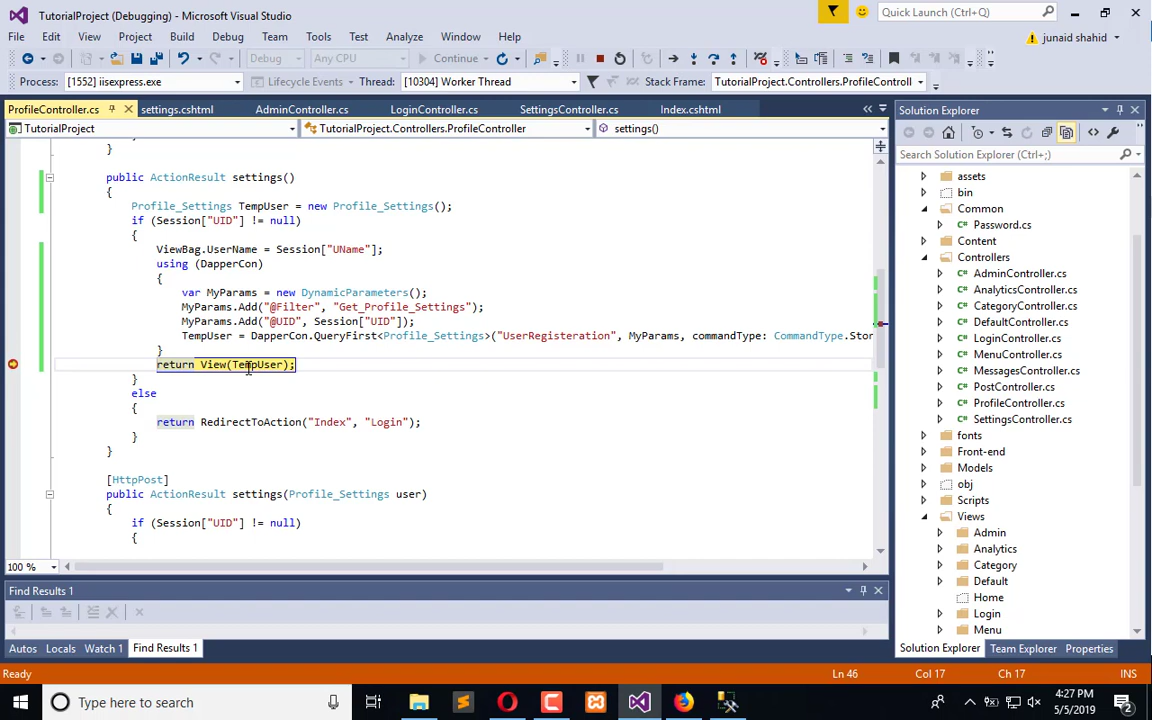 TutorialProject (Debugging) - Microsoft Visual Studio
Quick Launch (Ctrl+Q)
File Edit View Project Build Debug Team Tools Test Analyze Window Help
junaid shahid
Debug Any CPU Continue
Process: [1552] iisexpress.exe Lifecycle Events Thread: [10304] Worker Thread Stack Frame: TutorialProject.Controllers.ProfileControll
ProfileController.cs settings.cshtml AdminController.cs LoginController.cs SettingsController.cs Index.cshtml
TutorialProject TutorialProject.Controllers.ProfileController settings()
}
public ActionResult settings()
{
Profile_Settings TempUser = new Profile_Settings();
if (Session["UID"] != null)
{
ViewBag.UserName = Session["UName"];
using (DapperCon)
{
var MyParams = new DynamicParameters();
MyParams.Add("@Filter", "Get_Profile_Settings");
MyParams.Add("@UID", Session["UID"]);
TempUser = DapperCon.QueryFirst<Profile_Settings>("UserRegisteration", MyParams, commandType: CommandType.Stor
}
return View(TempUser);
}
else
{
return RedirectToAction("Index", "Login");
}
}
[HttpPost]
public ActionResult settings(Profile_Settings user)
{
if (Session["UID"] != null)
{
100 %
Find Results 1
Autos Locals Watch 1 Find Results 1
Solution Explorer
Search Solution Explorer (Ctrl+;)
assets
bin
Common
Password.cs
Content
Controllers
AdminController.cs
AnalyticsController.cs
CategoryController.cs
DefaultController.cs
LoginController.cs
MenuController.cs
MessagesController.cs
PostController.cs
ProfileController.cs
SettingsController.cs
fonts
Front-end
Models
obj
Scripts
Views
Admin
Analytics
Category
Default
Home
Login
Menu
Solution Explorer Team Explorer Properties
Ready Ln 46 Col 17 Ch 17 INS
Type here to search
4:27 PM
5/5/2019
2